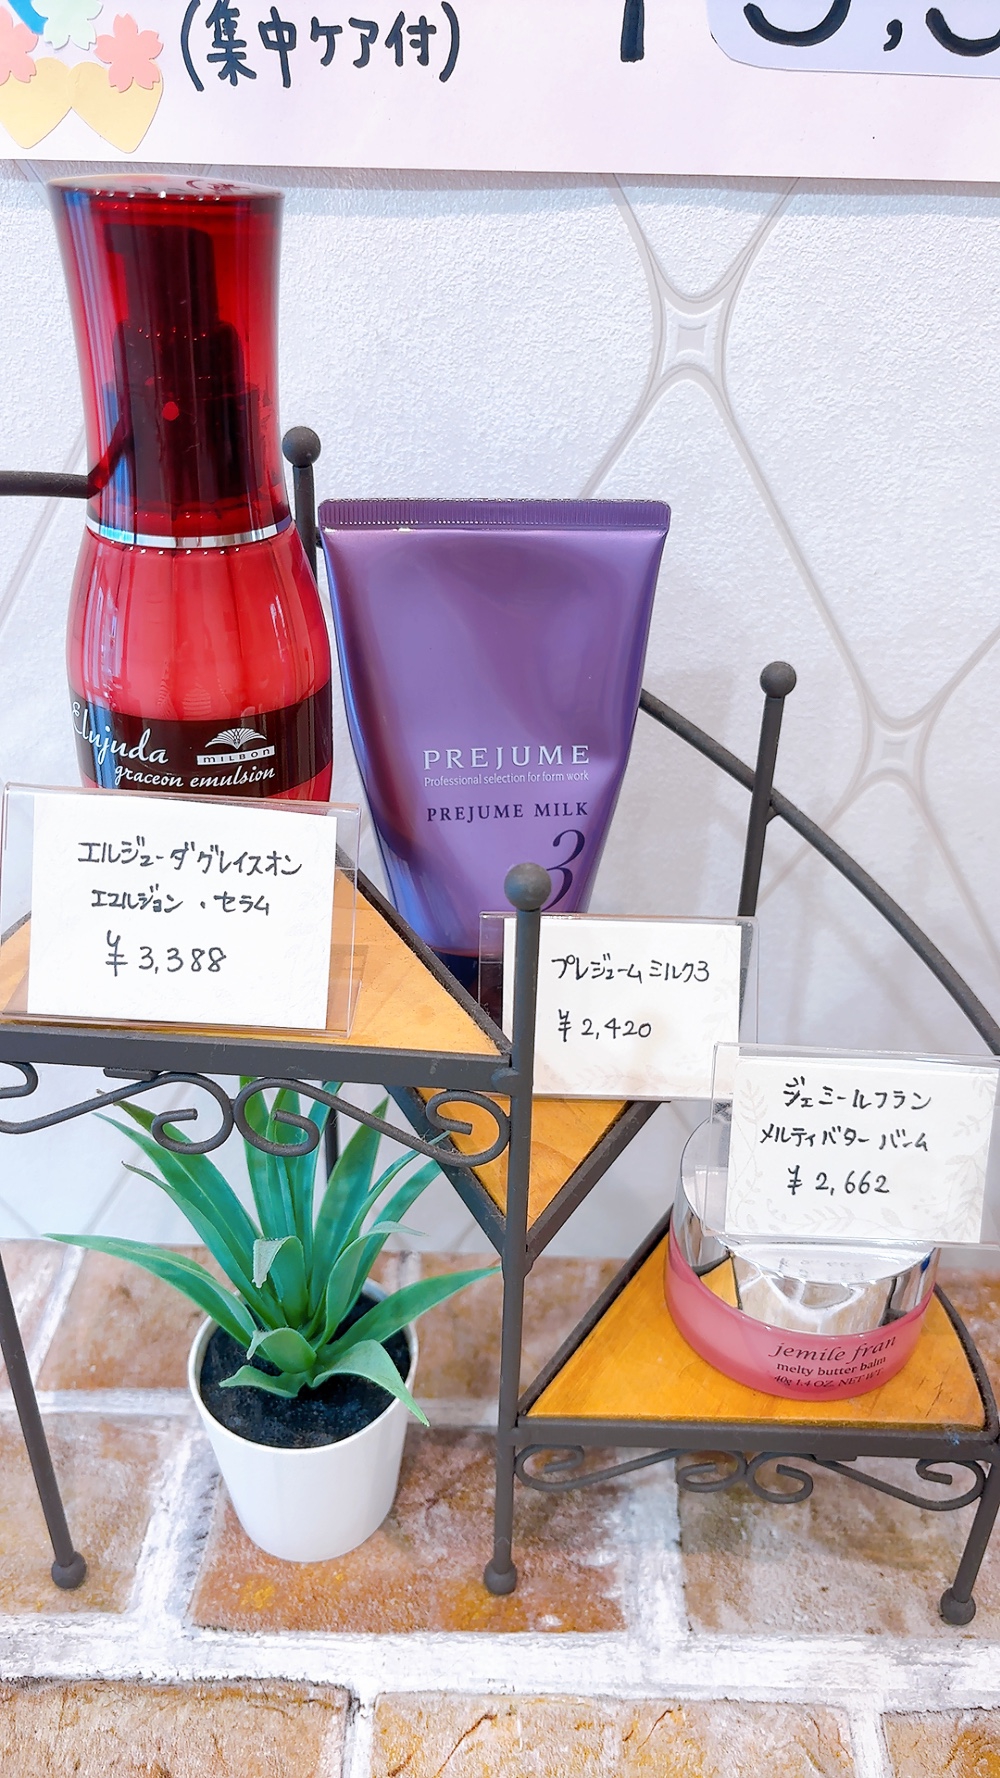 (集中ケア付)
Elujuda
MILBON
graceon emulsion
エルジューダグレイスオン
エマルジョン・セラム
¥3,388
PREJUME
Professional selection for form work
PREJUME MILK
3
プレジュームミルク3
¥2,420
ジェミールフラン
メルティバターバーム
¥2,662
jemile fran
melty butter balm
40g 1.4 OZ. NET WT.